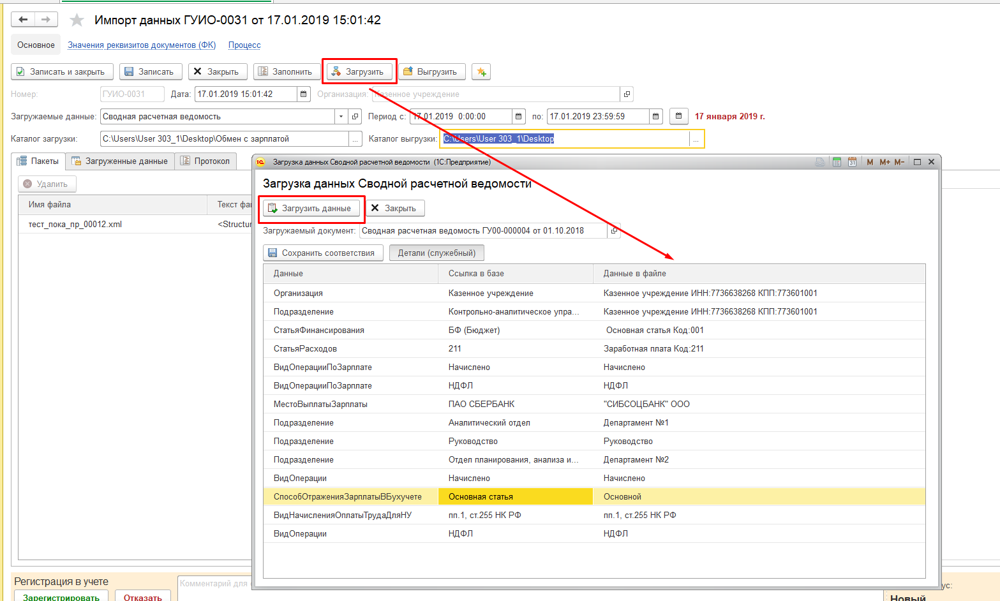 Импорт данных ГУИО-0031 от 17.01.2019 15:01:42
Основное Значения реквизитов документов (ФК) Процесс
Записать и закрыть Записать Закрыть Заполнить Загрузить Выгрузить
Номер: ГУИО-0031 Дата: 17.01.2019 15:01:42 Организация: Казенное учреждение
Загружаемые данные: Сводная расчетная ведомость Период с: 17.01.2019 0:00:00 по: 17.01.2019 23:59:59 17 января 2019 г.
Каталог загрузки: C:\Users\User 303_1\Desktop\Обмен с зарплатой ... Каталог выгрузки: C:\Users\User 303_1\Desktop ...
Пакеты Загруженные данные Протокол
Удалить
Имя файла Текст фа
тест_пока_пр_00012.xml <Structur
Загрузка данных Сводной расчетной ведомости (1С:Предприятие) 31 M M+ M-
Загрузка данных Сводной расчетной ведомости
Загрузить данные Закрыть
Загружаемый документ: Сводная расчетная ведомость ГУ00-000004 от 01.10.2018
Сохранить соответствия Детали (служебный)
Данные Ссылка в базе Данные в файле
Организация Казенное учреждение Казенное учреждение ИНН:7736638268 КПП:773601001
Подразделение Контрольно-аналитическое упра... Казенное учреждение ИНН:7736638268 КПП:773601001
СтатьяФинансирования БФ (Бюджет) Основная статья Код:001
СтатьяРасходов 211 Заработная плата Код:211
ВидОперацииПоЗарплате Начислено Начислено
ВидОперацииПоЗарплате НДФЛ НДФЛ
МестоВыплатыЗарплаты ПАО СБЕРБАНК "СИБСОЦБАНК" ООО
Подразделение Аналитический отдел Департамент №1
Подразделение Руководство Руководство
Подразделение Отдел планирования, анализа и... Департамент №2
ВидОперации Начислено Начислено
СпособОтраженияЗарплатыВБухучете Основная статья Основной
ВидНачисленияОплатыТрудаДляНУ пп.1, ст.255 НК РФ пп.1, ст.255 НК РФ
ВидОперации НДФЛ НДФЛ
Регистрация в учете Комментарий для ус:
Зарегистрировать Отказать Новый